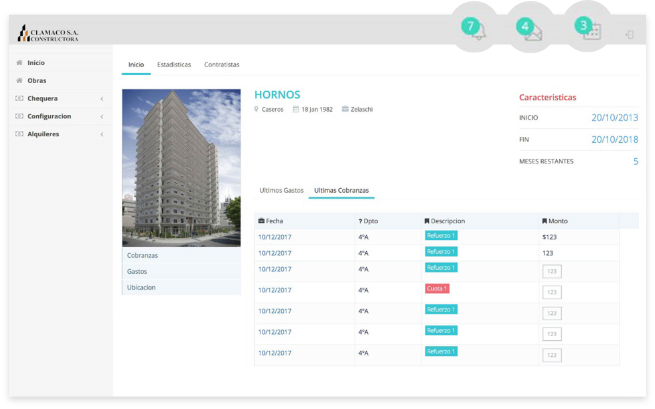 7
4
3
CLAMACO S.A.
CONSTRUCTORA
Inicio
Obras
Chequera
Configuracion
Alquileres
Inicio Estadisticas Contratistas
HORNOS
Caseros 18 Jan 1982 Zelaschi
Caracteristicas
INICIO 20/10/2013
FIN 20/10/2018
MESES RESTANTES 5
Ultimos Gastos Ultimas Cobranzas
Cobranzas
Gastos
Ubicacion
Fecha ? Dpto Descripcion Monto
10/12/2017 4ºA Refuerzo 1 $123
10/12/2017 4ºA Refuerzo 1 123
10/12/2017 4ºA Refuerzo 1 123
10/12/2017 4ºA Cuota 1 123
10/12/2017 4ºA Refuerzo 1 123
10/12/2017 4ºA Refuerzo 1 123
10/12/2017 4ºA Refuerzo 1 123